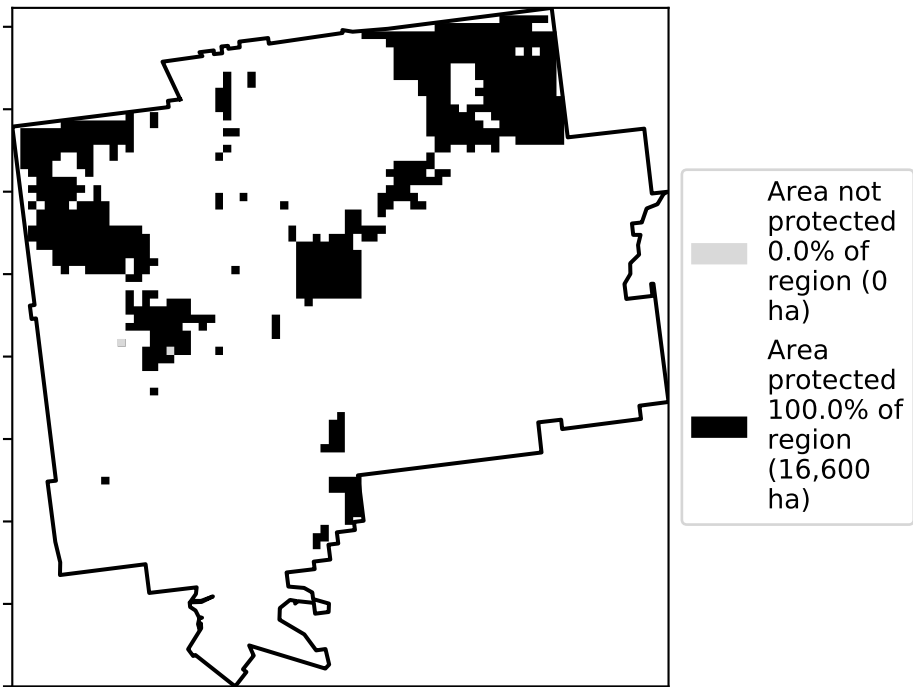 Area not
protected
0.0% of
region (0
ha)
Area
protected
100.0% of
region
(16,600
ha)